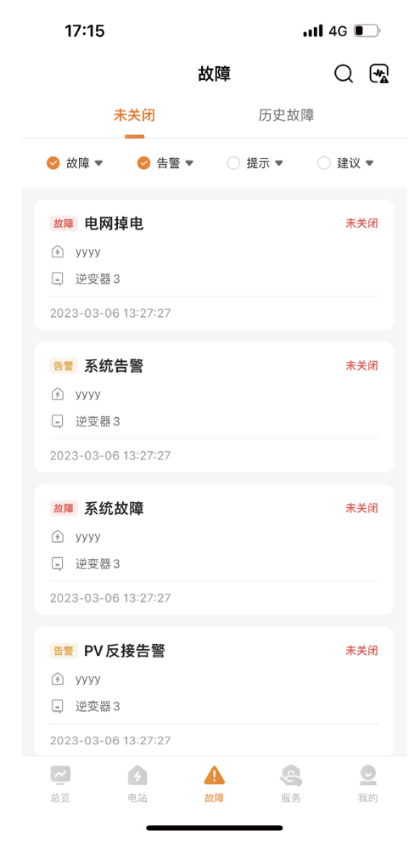 17:15 4G
故障
未关闭 历史故障
故障 告警 提示 建议
故障 电网掉电 未关闭
yyyy
逆变器 3
2023-03-06 13:27:27
告警 系统告警 未关闭
yyyy
逆变器 3
2023-03-06 13:27:27
故障 系统故障 未关闭
yyyy
逆变器 3
2023-03-06 13:27:27
告警 PV 反接告警 未关闭
yyyy
逆变器 3
2023-03-06 13:27:27
总览 电站 故障 服务 我的